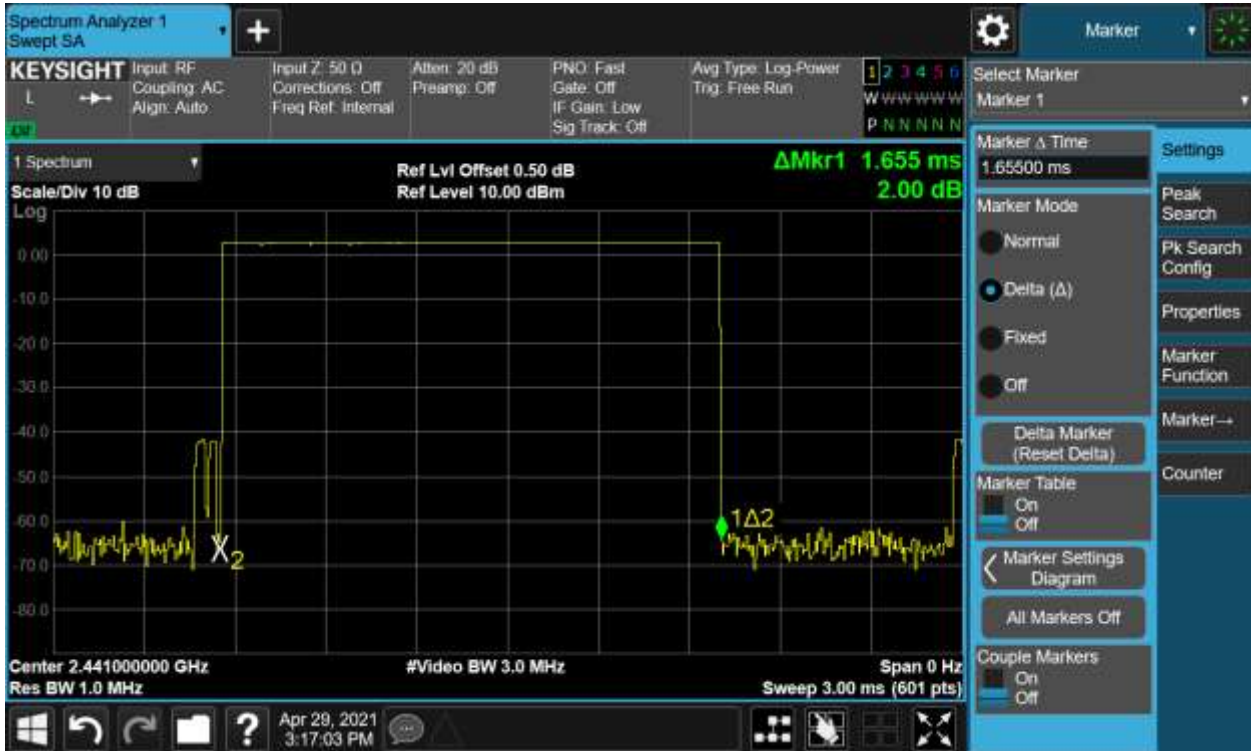 Spectrum Analyzer 1
Swept SA
+
Marker
KEYSIGHT
L
Input: RF
Coupling: AC
Align: Auto
Input Z: 50 Ω
Corrections: Off
Freq Ref: Internal
Atten: 20 dB
Preamp: Off
PNO: Fast
Gate: Off
IF Gain: Low
Sig Track: Off
Avg Type: Log-Power
Trig: Free Run
1 2 3 4 5 6
W W W W W W
P N N N N N
Select Marker
Marker 1
1 Spectrum
Scale/Div 10 dB
Log
Ref Lvl Offset 0.50 dB
Ref Level 10.00 dBm
ΔMkr1 1.655 ms
2.00 dB
0.00
-10.0
-20.0
-30.0
-40.0
-50.0
-60.0
-70.0
-80.0
X2
1Δ2
Center 2.441000000 GHz
#Video BW 3.0 MHz
Span 0 Hz
Res BW 1.0 MHz
Sweep 3.00 ms (601 pts)
Marker Δ Time
1.65500 ms
Marker Mode
Normal
Delta (Δ)
Fixed
Off
Delta Marker
(Reset Delta)
Marker Table
On
Off
Marker Settings
Diagram
All Markers Off
Couple Markers
On
Off
Settings
Peak
Search
Pk Search
Config
Properties
Marker
Function
Marker→
Counter
?
Apr 29, 2021
3:17:03 PM